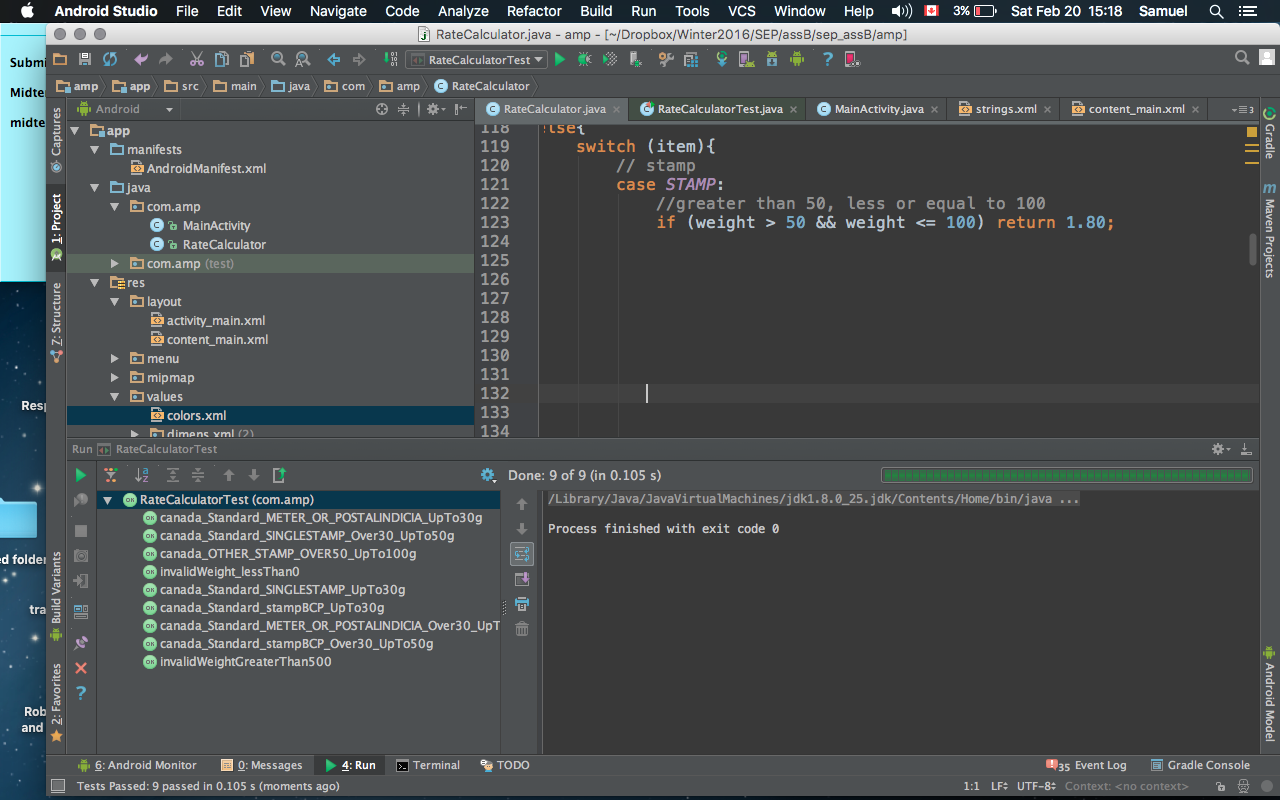 Android Studio File Edit View Navigate Code Analyze Refactor Build Run Tools VCS Window Help 3% Sat Feb 20 15:18 Samuel
RateCalculator.java - amp - [~/Dropbox/Winter2016/SEP/assB/sep_assB/amp]
Submi
Midte
midte
RateCalculatorTest
amp app src main java com amp RateCalculator
Android
RateCalculator.java RateCalculatorTest.java MainActivity.java strings.xml content_main.xml
3
Captures
1: Project
Z: Structure
Build Variants
2: Favorites
app
manifests
AndroidManifest.xml
java
com.amp
MainActivity
RateCalculator
com.amp (test)
res
layout
activity_main.xml
content_main.xml
menu
mipmap
values
colors.xml
dimens.xml (2)
118 lse{
119 switch (item){
120 // stamp
121 case STAMP:
122 //greater than 50, less or equal to 100
123 if (weight > 50 && weight <= 100) return 1.80;
124
125
126
127
128
129
130
131
132
133
134
Gradle
Maven Projects
Android Model
Resp
ed folder
tra
Rob
and
Run RateCalculatorTest
Done: 9 of 9 (in 0.105 s)
RateCalculatorTest (com.amp)
canada_Standard_METER_OR_POSTALINDICIA_UpTo30g
canada_Standard_SINGLESTAMP_Over30_UpTo50g
canada_OTHER_STAMP_OVER50_UpTo100g
invalidWeight_lessThan0
canada_Standard_SINGLESTAMP_UpTo30g
canada_Standard_stampBCP_UpTo30g
canada_Standard_METER_OR_POSTALINDICIA_Over30_UpT
canada_Standard_stampBCP_Over30_UpTo50g
invalidWeightGreaterThan500
/Library/Java/JavaVirtualMachines/jdk1.8.0_25.jdk/Contents/Home/bin/java ...
Process finished with exit code 0
6: Android Monitor 0: Messages 4: Run Terminal TODO 35 Event Log Gradle Console
Tests Passed: 9 passed in 0.105 s (moments ago) 1:1 LF UTF-8 Context: <no context>